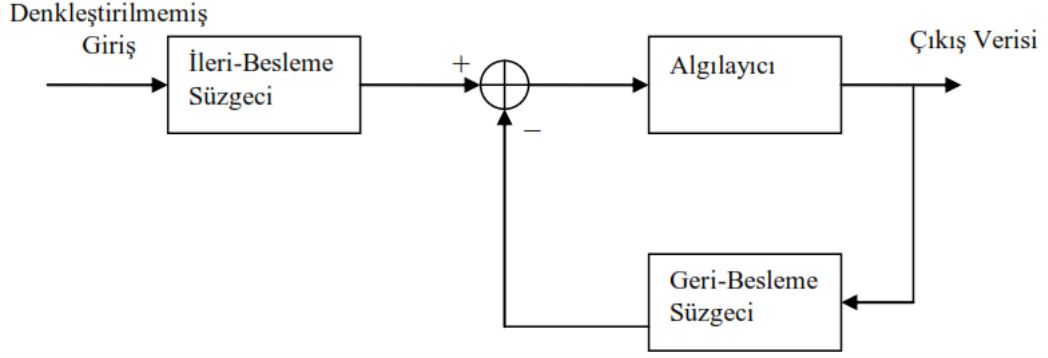 Denkleştirilmemiş
Giriş
İleri-Besleme
Süzgeci
+
−
Algılayıcı
Çıkış Verisi
Geri-Besleme
Süzgeci